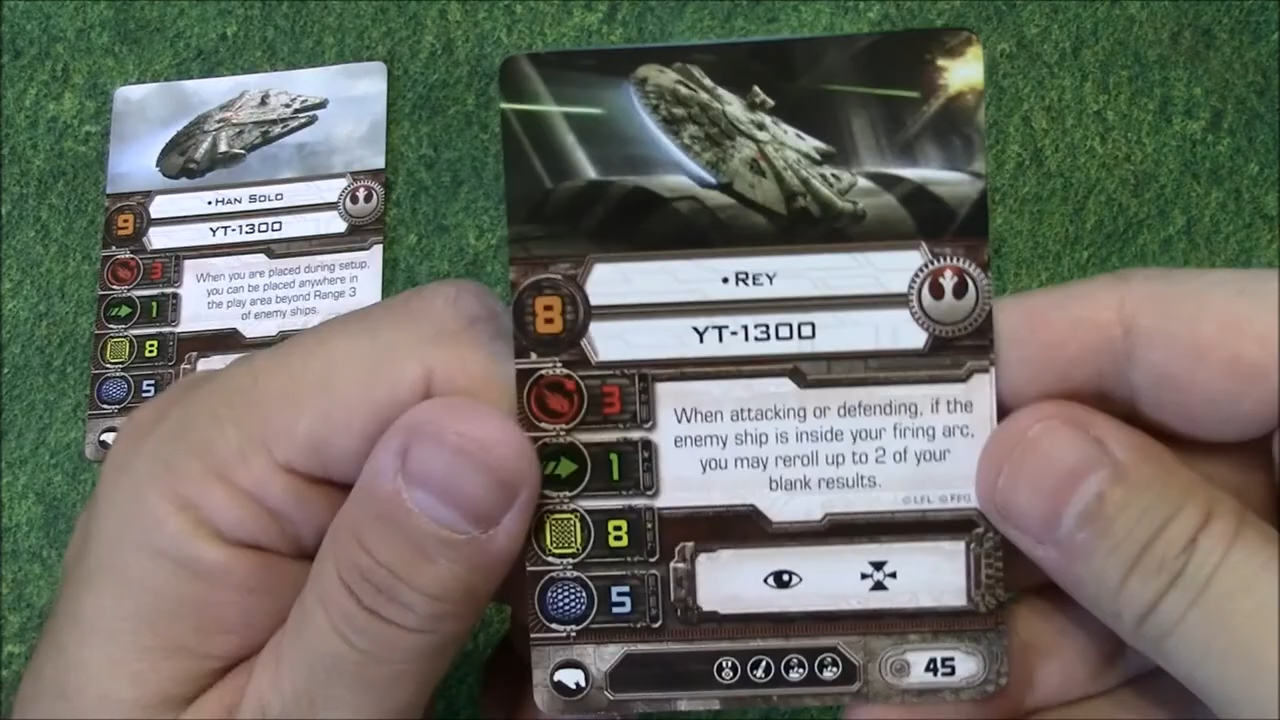 •HAN SOLO
9
YT-1300
3
When you are placed during setup,
you can be placed anywhere in
the play area beyond Range 3
of enemy ships.
1
8
5
•REY
8
YT-1300
3
When attacking or defending, if the
enemy ship is inside your firing arc,
you may reroll up to 2 of your
blank results.
©LFL ©FFG
1
8
5
45